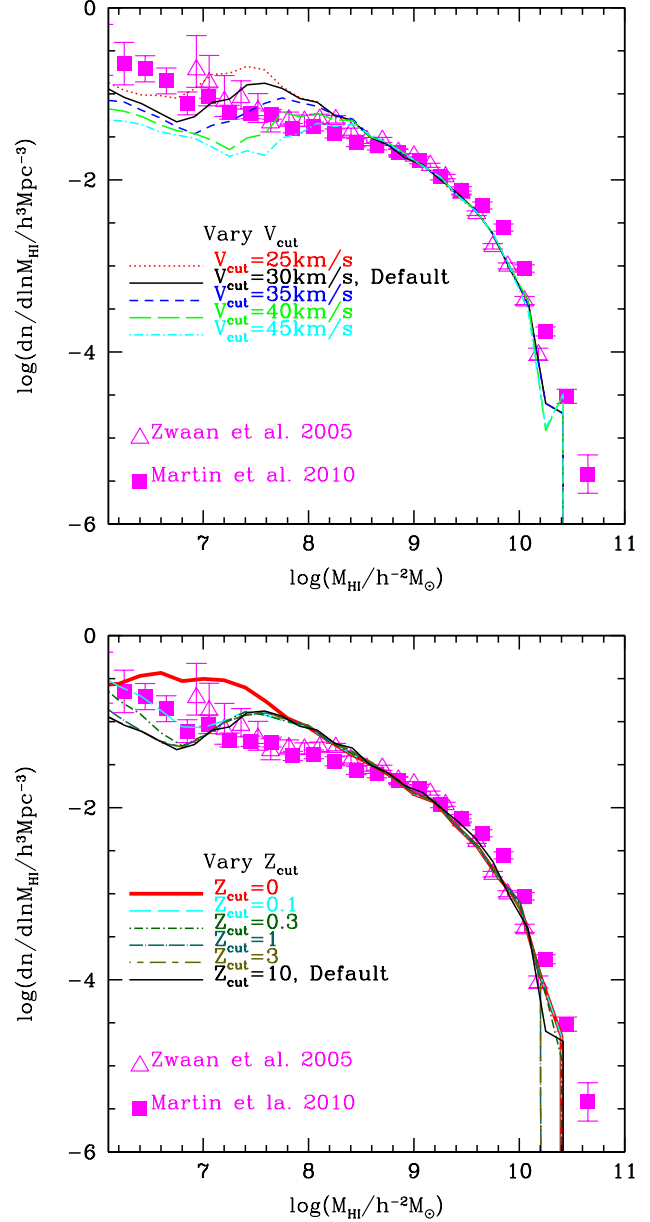 0
−2
−4
−6
log(dn/dlnM_HI/h³Mpc⁻³)
Vary V_cut
V_cut=25km/s
V_cut=30km/s, Default
V_cut=35km/s
V_cut=40km/s
V_cut=45km/s
Zwaan et al. 2005
Martin et al. 2010
7 8 9 10 11
log(M_HI/h⁻²M_⊙)
0
−2
−4
−6
log(dn/dlnM_HI/h³Mpc⁻³)
Vary Z_cut
Z_cut=0
Z_cut=0.1
Z_cut=0.3
Z_cut=1
Z_cut=3
Z_cut=10, Default
Zwaan et al. 2005
Martin et la. 2010
7 8 9 10 11
log(M_HI/h⁻²M_⊙)